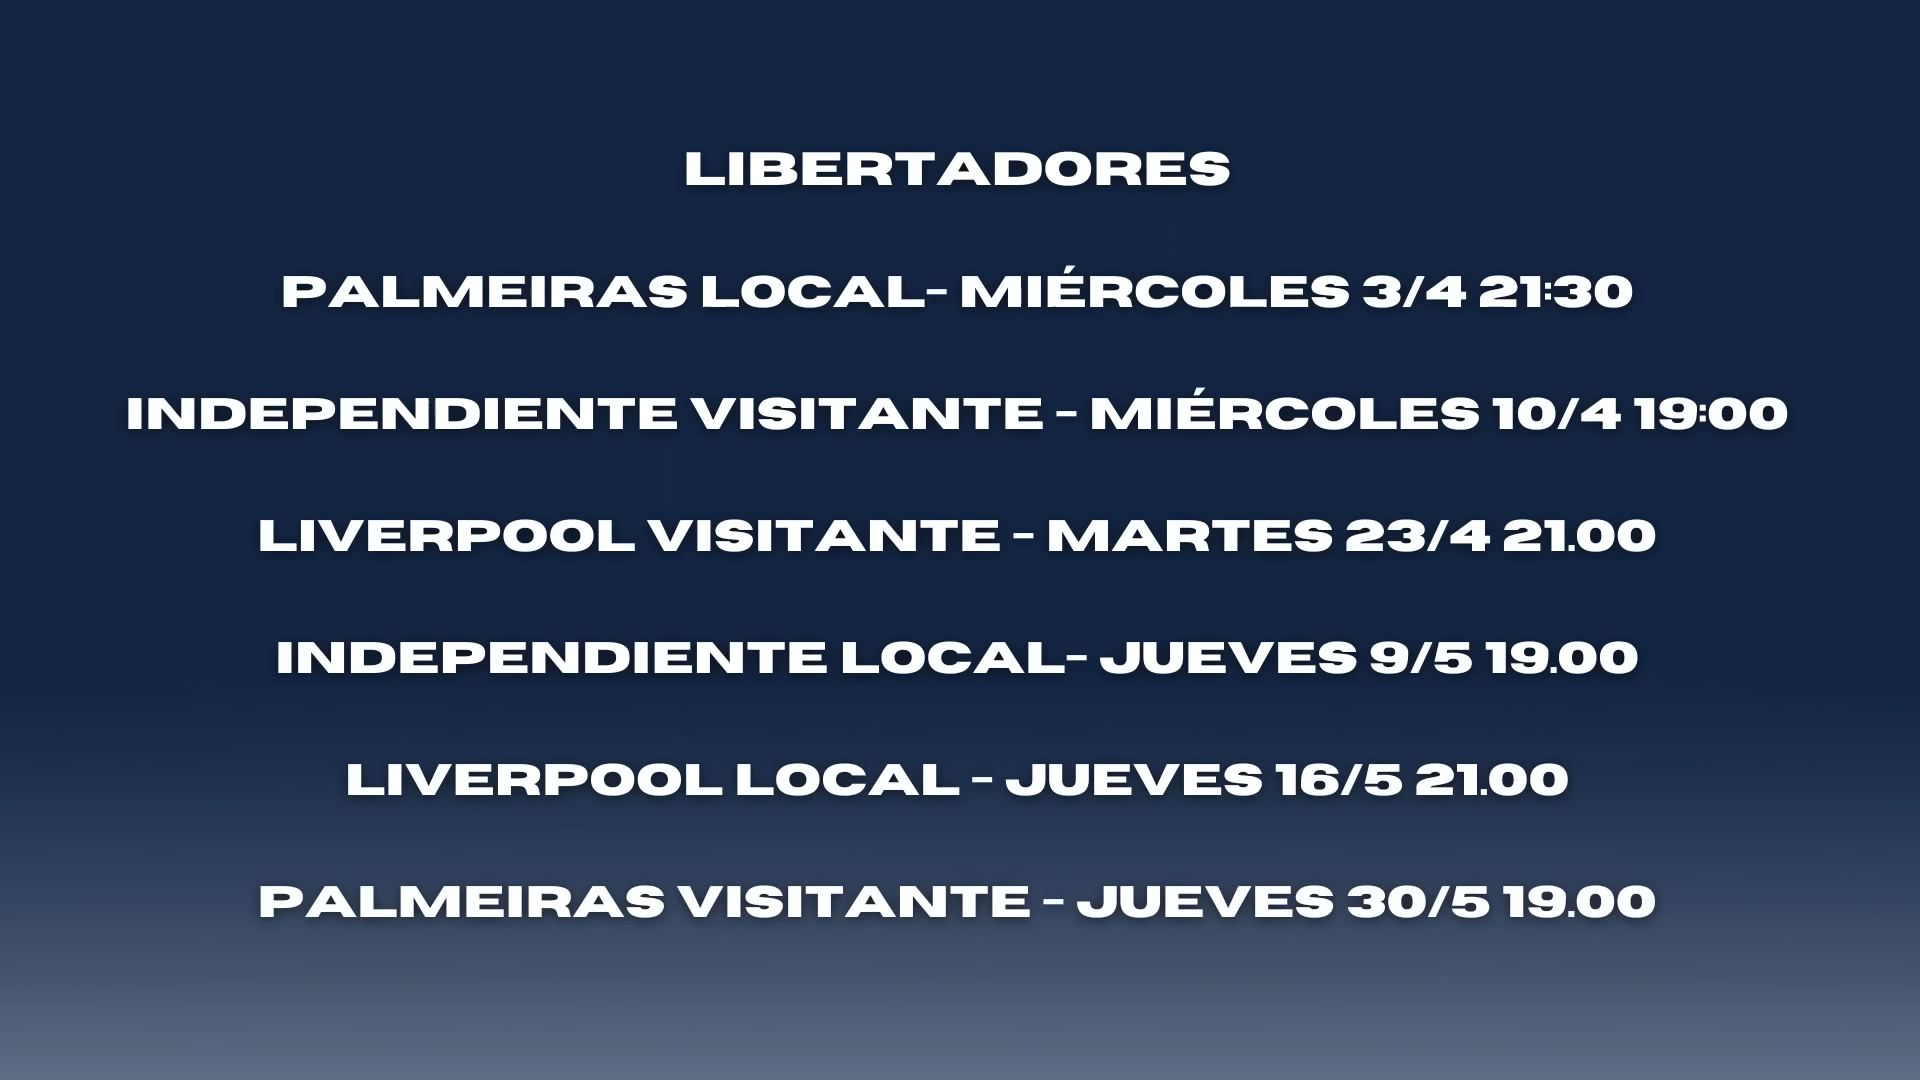 LIBERTADORES
PALMEIRAS LOCAL- MIÉRCOLES 3/4 21:30
INDEPENDIENTE VISITANTE - MIÉRCOLES 10/4 19:00
LIVERPOOL VISITANTE - MARTES 23/4 21.00
INDEPENDIENTE LOCAL- JUEVES 9/5 19.00
LIVERPOOL LOCAL - JUEVES 16/5 21.00
PALMEIRAS VISITANTE - JUEVES 30/5 19.00